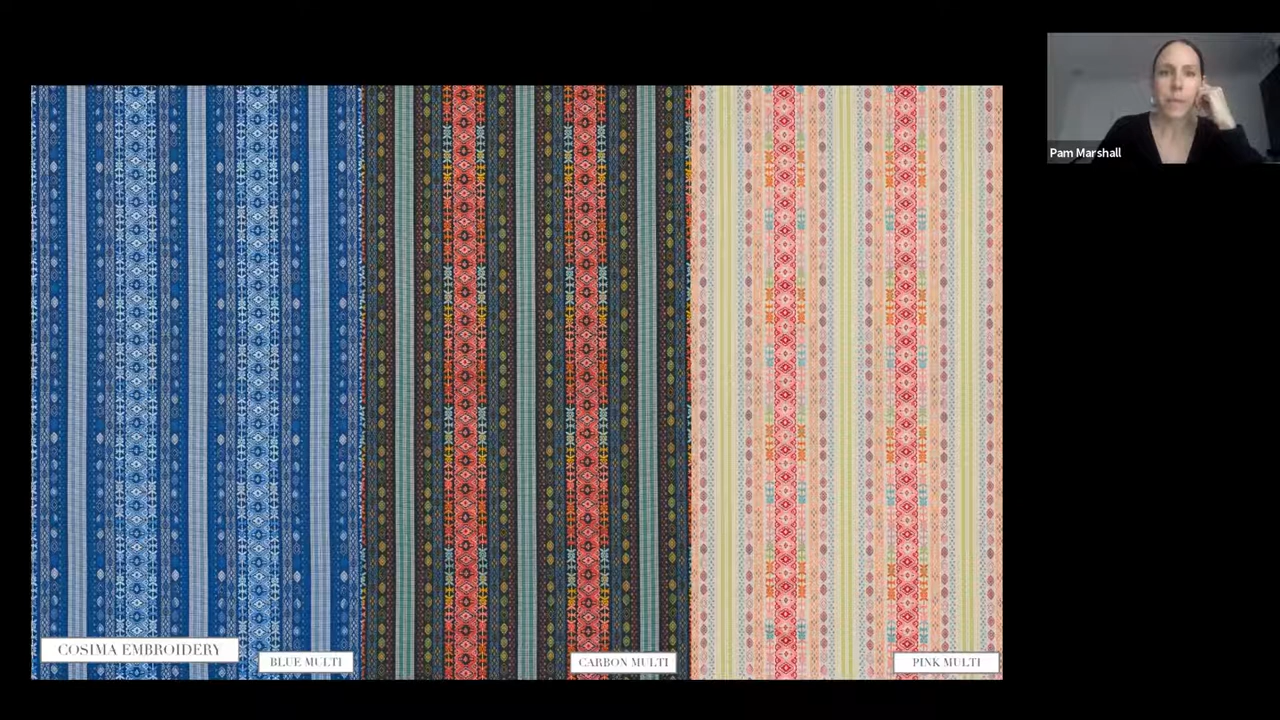 Pam Marshall
COSIMA EMBROIDERY
BLUE MULTI
CARBON MULTI
PINK MULTI